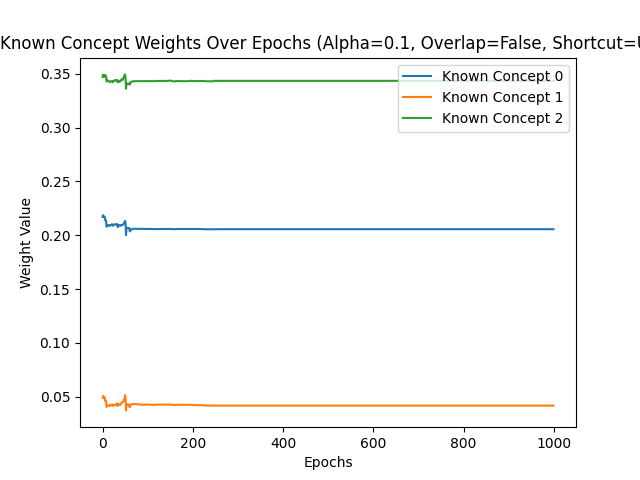 Known Concept Weights Over Epochs (Alpha=0.1, Overlap=False, Shortcut=
Known Concept 0
Known Concept 1
Known Concept 2
0.35
0.30
0.25
0.20
0.15
0.10
0.05
Weight Value
0
200
400
600
800
1000
Epochs